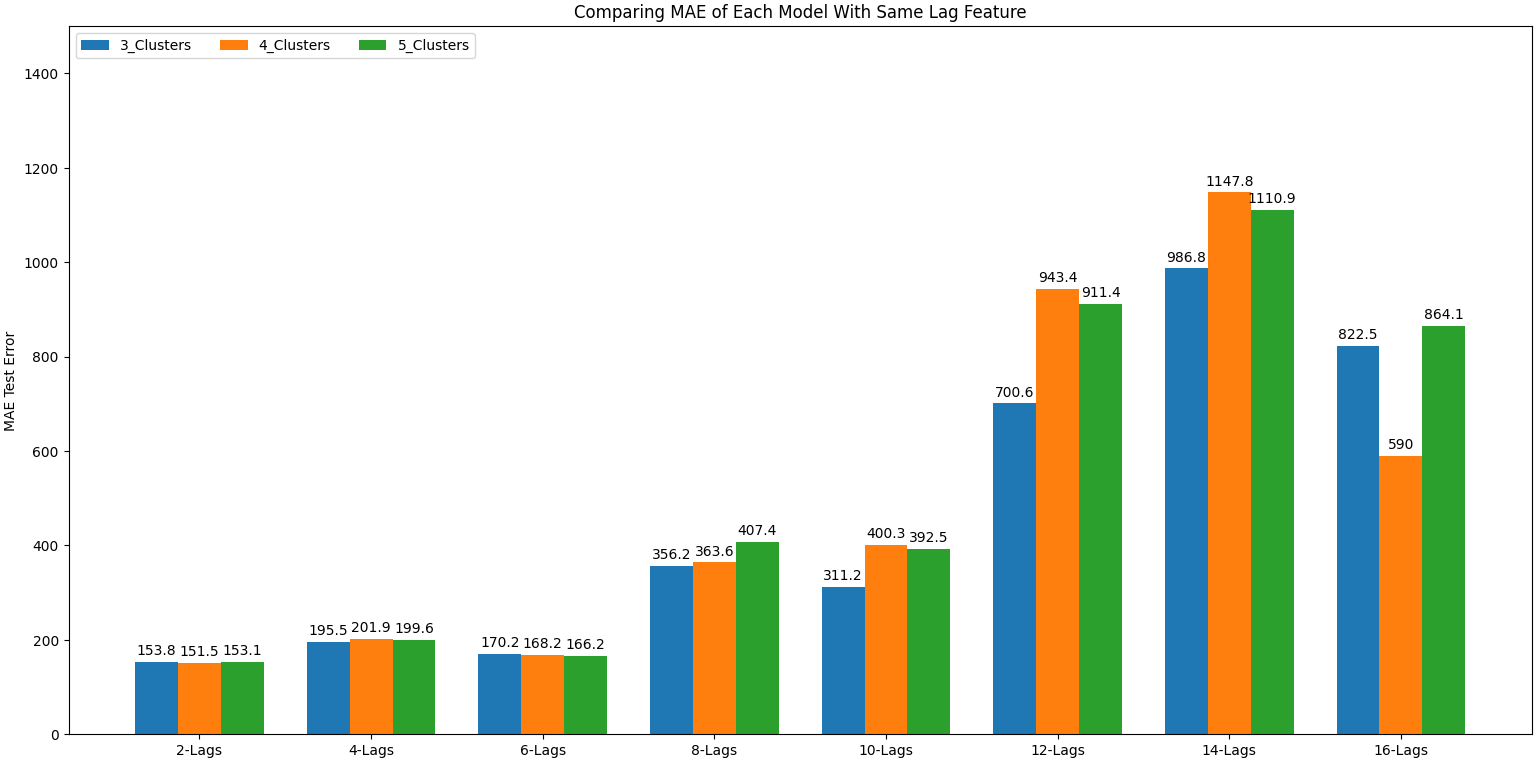 Comparing MAE of Each Model With Same Lag Feature
3_Clusters 4_Clusters 5_Clusters
MAE Test Error
1400
1200
1000
800
600
400
200
0
153.8 151.5 153.1
195.5 201.9 199.6
170.2 168.2 166.2
356.2 363.6 407.4
311.2 400.3 392.5
700.6 943.4 911.4
986.8 1147.8 1110.9
822.5 590 864.1
2-Lags 4-Lags 6-Lags 8-Lags 10-Lags 12-Lags 14-Lags 16-Lags